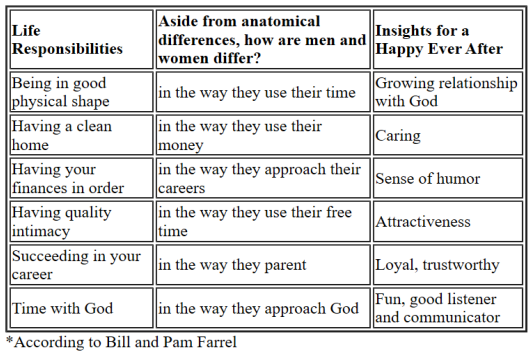 Life
Responsibilities
Aside from anatomical
differences, how are men and
women differ?
Insights for a
Happy Ever After
Being in good
physical shape
in the way they use their time
Growing relationship
with God
Having a clean
home
in the way they use their
money
Caring
Having your
finances in order
in the way they approach their
careers
Sense of humor
Having quality
intimacy
in the way they use their free
time
Attractiveness
Succeeding in your
career
in the way they parent
Loyal, trustworthy
Time with God
in the way they approach God
Fun, good listener
and communicator
*According to Bill and Pam Farrel